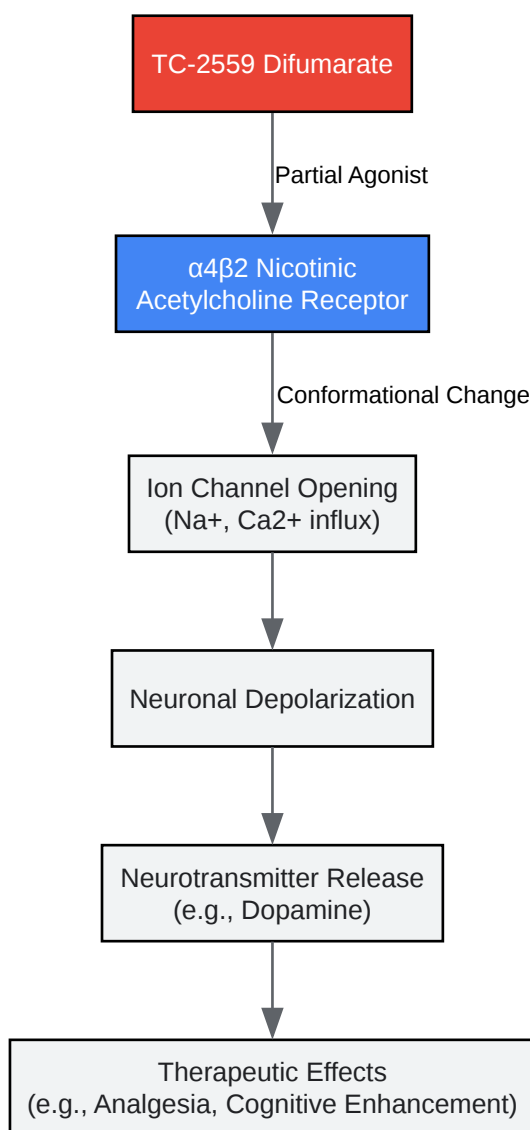 TC-2559 Difumarate
Partial Agonist
α4β2 Nicotinic
Acetylcholine Receptor
Conformational Change
Ion Channel Opening
(Na+, Ca2+ influx)
Neuronal Depolarization
Neurotransmitter Release
(e.g., Dopamine)
Therapeutic Effects
(e.g., Analgesia, Cognitive Enhancement)